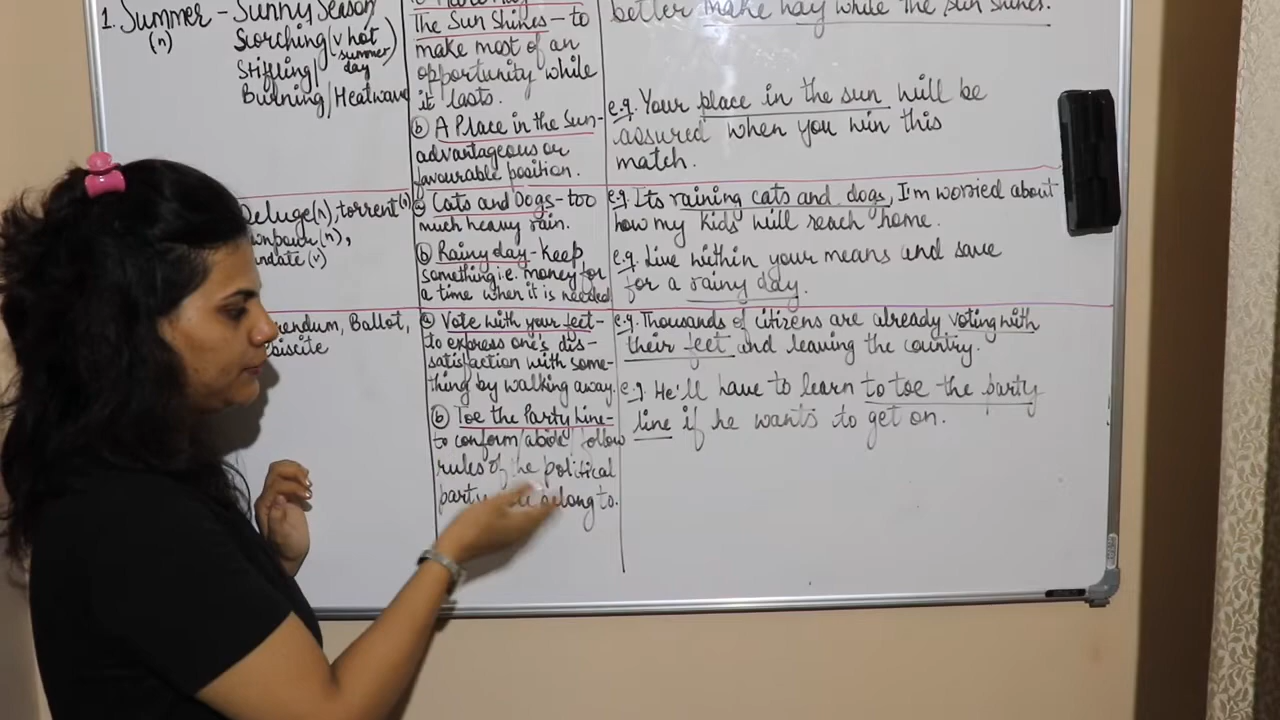 1. Summer - Sunny Season
(n)
Scorching (v hot
summer
day)
Stifling/
Burning/Heatwave
The Sun Shines - to
make most of an
opportunity while
it lasts.
(b) A Place in the Sun -
advantageous or
favourable position.
better make hay while the sun shines.
e.g. Your place in the sun will be
assured when you win this
match.
Deluge(n), torrent(n)
(n),
(v)
Cats and Dogs - too
much heavy rain.
(b) Rainy day - keep
something i.e. money for
a time when it is needed
e.g. Its raining cats and dogs, I'm worried about
how my kids will reach home.
e.g. Live within your means and save
for a rainy day.
Ballot,
(a) Vote with your feet -
to express one's dis-
satisfaction with some-
thing by walking away.
(b) Toe the Party Line -
to conform/abide/follow
rules of the political
party belong to.
e.g. Thousands of citizens are already voting with
their feet and leaving the country.
e.g. He'll have to learn to toe the party
line if he wants to get on.